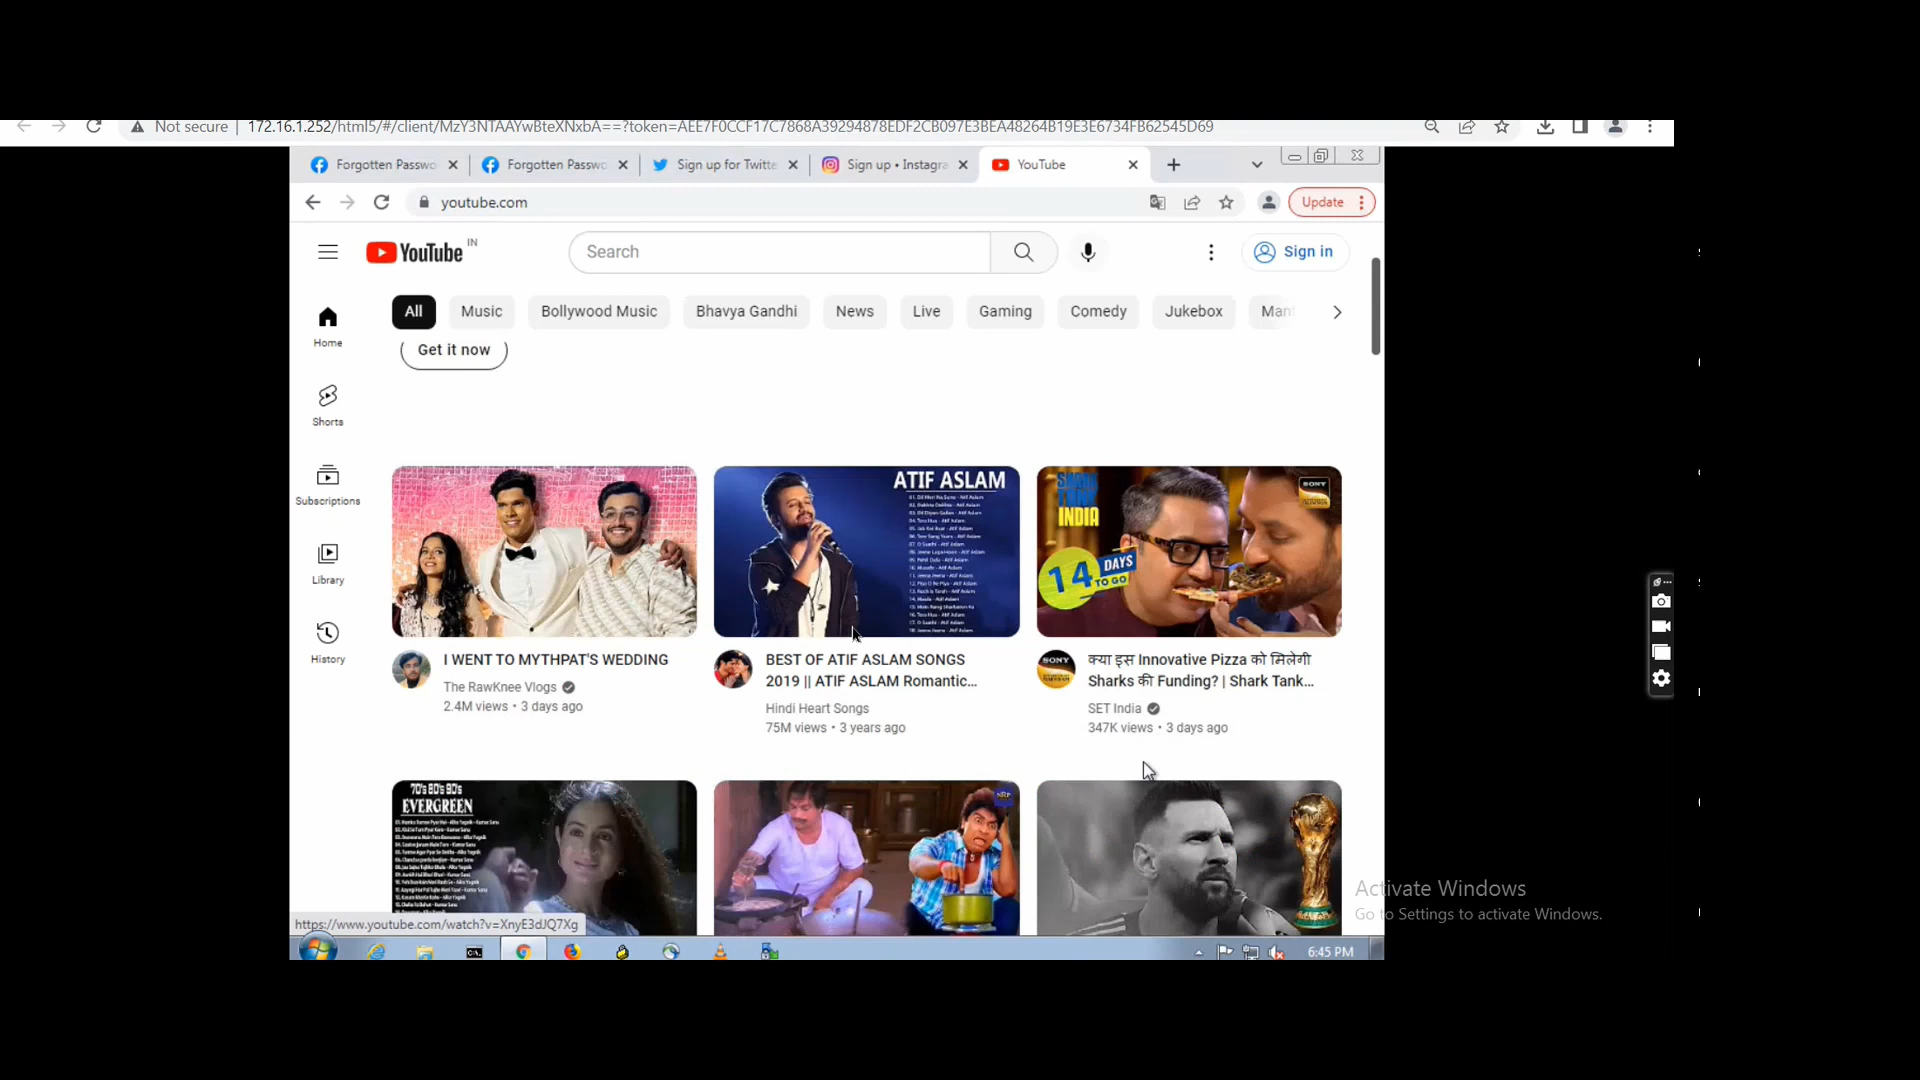 Not secure 172.16.1.252/html5/#/client/MzY3NTAAYwBteXNxbA==?token=AEE7F0CCF17C7868A39294878EDF2CB097E3BEA48264B19E3E6734FB62545D69
Forgotten Passwo Forgotten Passwo Sign up for Twitte Sign up • Instagra YouTube
youtube.com Update
YouTube IN Search Sign in
All Music Bollywood Music Bhavya Gandhi News Live Gaming Comedy Jukebox
Home
Get it now
Shorts
Subscriptions
Library
History
ATIF ASLAM
SHARK TANK INDIA
14 DAYS TO GO
SONY
I WENT TO MYTHPAT'S WEDDING
The RawKnee Vlogs
2.4M views • 3 days ago
BEST OF ATIF ASLAM SONGS
2019 || ATIF ASLAM Romantic...
Hindi Heart Songs
75M views • 3 years ago
SONY
क्या इस Innovative Pizza को मिलेगी
Sharks की Funding? | Shark Tank...
SET India
347K views • 3 days ago
70's 80's 90's
EVERGREEN
https://www.youtube.com/watch?v=XnyE3dJQ7Xg
Activate Windows
Go to Settings to activate Windows.
6:45 PM